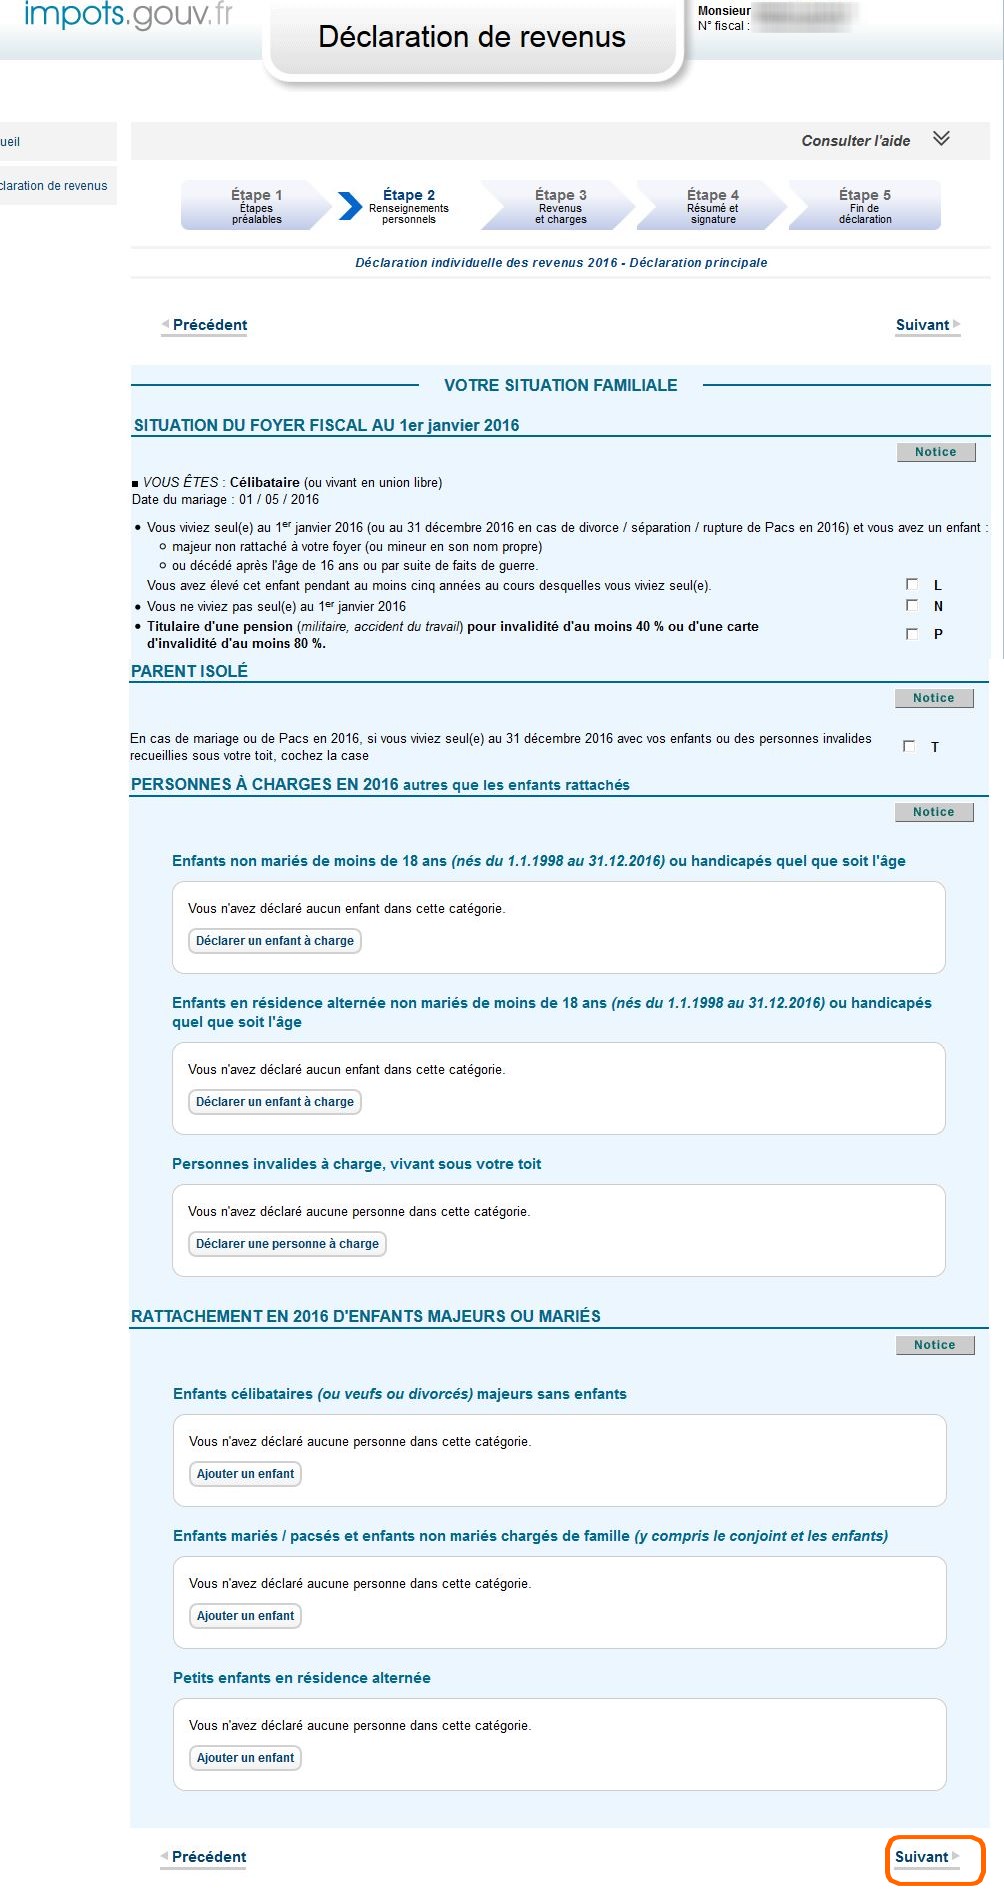 impots.gouv.fr
Déclaration de revenus
Monsieur
N° fiscal :
ueil
claration de revenus
Consulter l'aide
Étape 1
Étapes
préalables
Étape 2
Renseignements
personnels
Étape 3
Revenus
et charges
Étape 4
Résumé et
signature
Étape 5
Fin de
déclaration
Déclaration individuelle des revenus 2016 - Déclaration principale
Précédent
Suivant
VOTRE SITUATION FAMILIALE
SITUATION DU FOYER FISCAL AU 1er janvier 2016
Notice
VOUS ÊTES : Célibataire (ou vivant en union libre)
Date du mariage : 01 / 05 / 2016
Vous viviez seul(e) au 1er janvier 2016 (ou au 31 décembre 2016 en cas de divorce / séparation / rupture de Pacs en 2016) et vous avez un enfant :
majeur non rattaché à votre foyer (ou mineur en son nom propre)
ou décédé après l'âge de 16 ans ou par suite de faits de guerre.
Vous avez élevé cet enfant pendant au moins cinq années au cours desquelles vous viviez seul(e). L
Vous ne viviez pas seul(e) au 1er janvier 2016 N
Titulaire d'une pension (militaire, accident du travail) pour invalidité d'au moins 40 % ou d'une carte
d'invalidité d'au moins 80 %. P
PARENT ISOLÉ
Notice
En cas de mariage ou de Pacs en 2016, si vous viviez seul(e) au 31 décembre 2016 avec vos enfants ou des personnes invalides
recueillies sous votre toit, cochez la case T
PERSONNES À CHARGES EN 2016 autres que les enfants rattachés
Notice
Enfants non mariés de moins de 18 ans (nés du 1.1.1998 au 31.12.2016) ou handicapés quel que soit l'âge
Vous n'avez déclaré aucun enfant dans cette catégorie.
Déclarer un enfant à charge
Enfants en résidence alternée non mariés de moins de 18 ans (nés du 1.1.1998 au 31.12.2016) ou handicapés
quel que soit l'âge
Vous n'avez déclaré aucun enfant dans cette catégorie.
Déclarer un enfant à charge
Personnes invalides à charge, vivant sous votre toit
Vous n'avez déclaré aucune personne dans cette catégorie.
Déclarer une personne à charge
RATTACHEMENT EN 2016 D'ENFANTS MAJEURS OU MARIÉS
Notice
Enfants célibataires (ou veufs ou divorcés) majeurs sans enfants
Vous n'avez déclaré aucune personne dans cette catégorie.
Ajouter un enfant
Enfants mariés / pacsés et enfants non mariés chargés de famille (y compris le conjoint et les enfants)
Vous n'avez déclaré aucune personne dans cette catégorie.
Ajouter un enfant
Petits enfants en résidence alternée
Vous n'avez déclaré aucune personne dans cette catégorie.
Ajouter un enfant
Précédent
Suivant